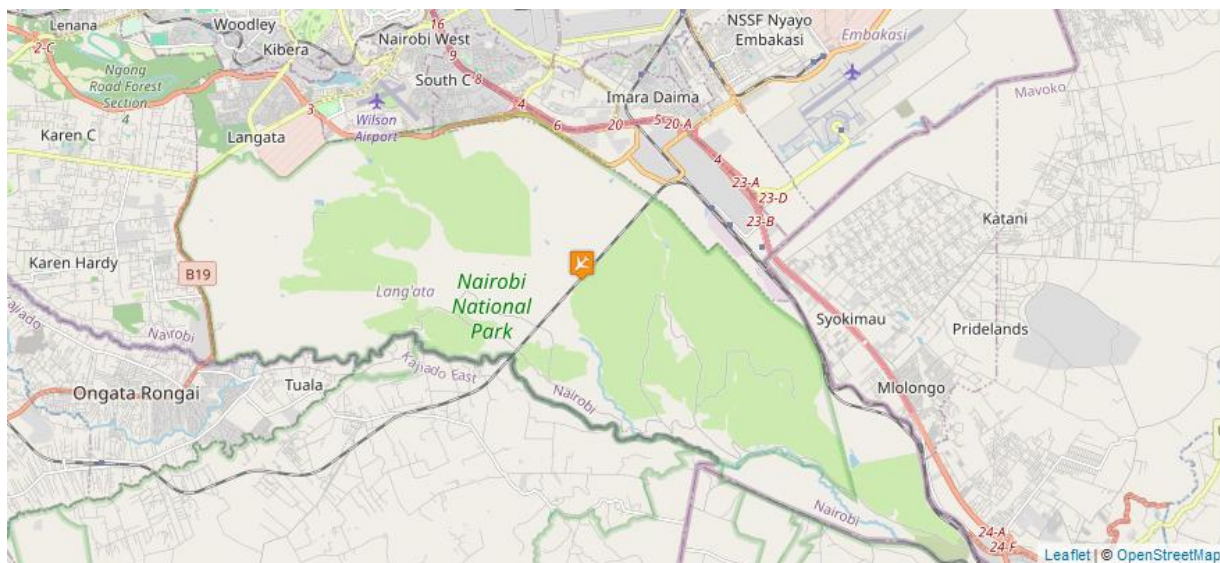 Lenana
Woodley
Kibera
16
Nairobi West
NSSF Nyayo
Embakasi
Embakasi
2-C
Ngong
Road Forest
Section
4
9
8
South C
Imara Daima
Mavoko
3
Wilson
Airport
4
6
20
5
20-A
Karen C
Langata
4
23-A
23-D
23-B
Katani
Karen Hardy
B19
Lang'ata
Nairobi
National
Park
Kajiado
Nairobi
Syokimau
Pridelands
Ongata Rongai
Tuala
Kajiado East
Nairobi
Mlolongo
Nairobi
24-A
24-F
Leaflet | © OpenStreetMap